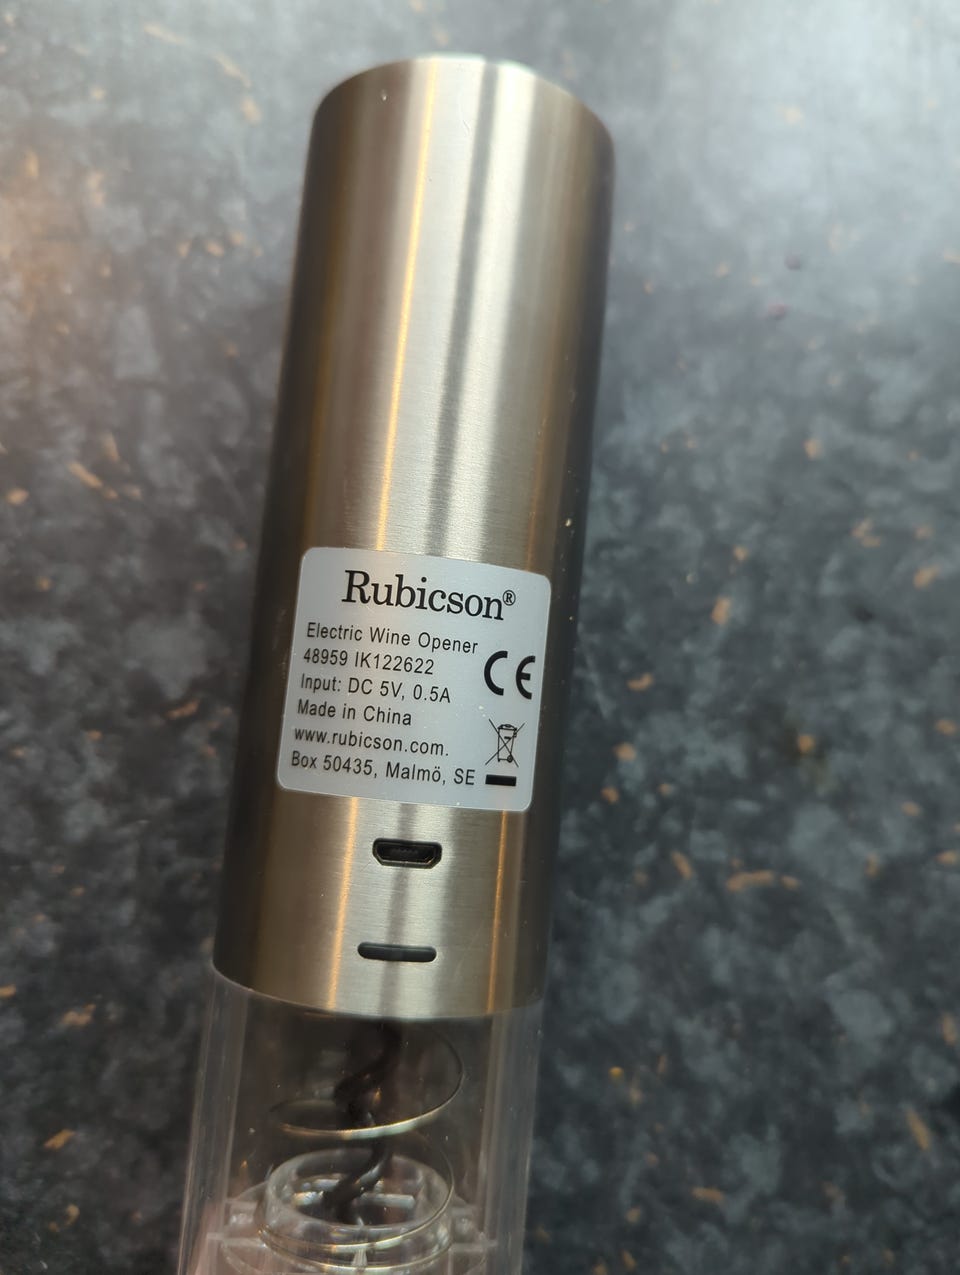 Rubicson®
Electric Wine Opener
48959 IK122622
Input: DC 5V, 0.5A
Made in China
www.rubicson.com.
Box 50435, Malmö, SE
CE